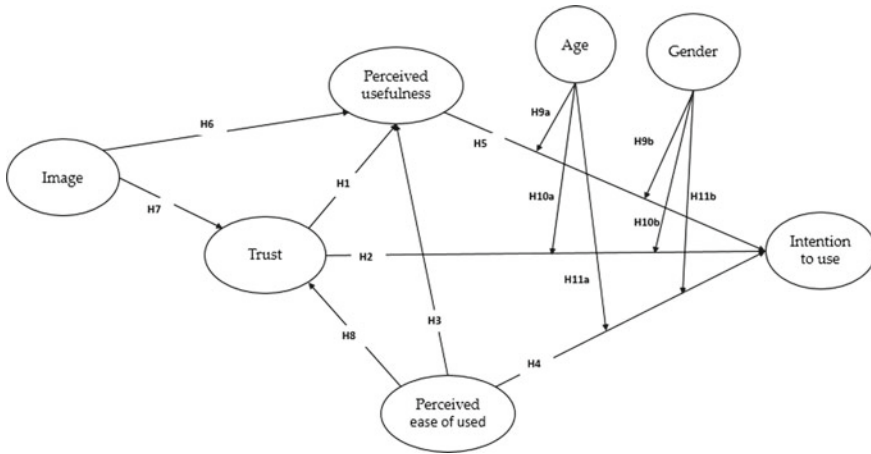 Age
Gender
Perceived
usefulness
H9a
H6
H5
H9b
Image
H1
H10a
H11b
H7
H10b
Intention
to use
Trust
H2
H11a
H3
H8
H4
Perceived
ease of used